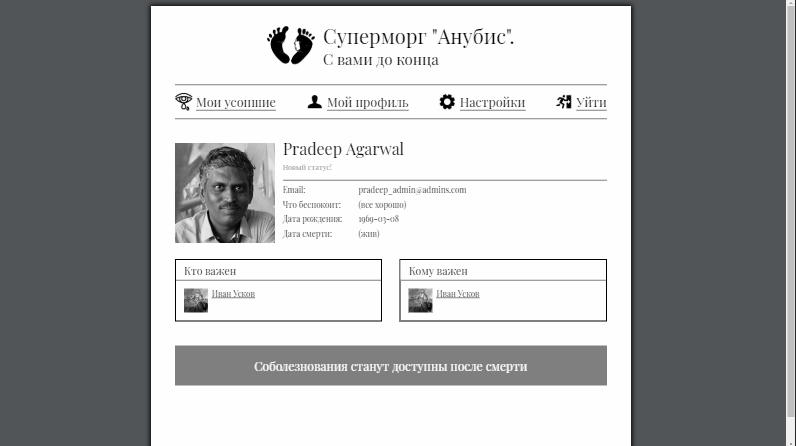 Суперморг "Анубис".
С вами до конца
Мои усопшие Мой профиль Настройки Уйти
Pradeep Agarwal
Новый статус!
Email: pradeep_admin@admins.com
Что беспокоит: (все хорошо)
Дата рождения: 1969-03-08
Дата смерти: (жив)
Кто важен Кому важен
Иван Усков Иван Усков
Соболезнования станут доступны после смерти